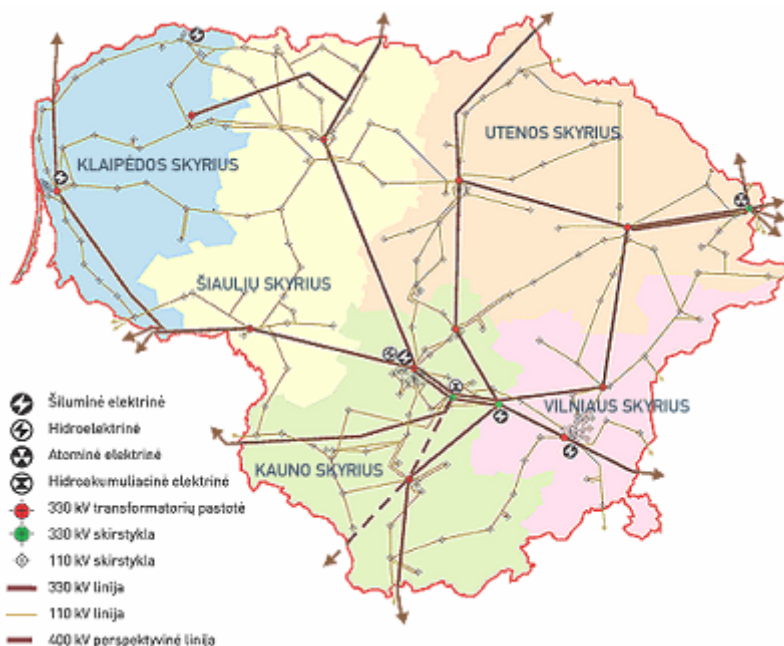 UTENOS SKYRIUS
KLAIPĖDOS SKYRIUS
ŠIAULIŲ SKYRIUS
VILNIAUS SKYRIUS
KAUNO SKYRIUS
Šiluminė elektrinė
Hidroelektrinė
Atominė elektrinė
Hidroakumuliacinė elektrinė
330 kV transformatorių pastotė
330 kV skirstykla
110 kV skirstykla
330 kV linija
110 kV linija
400 kV perspektyvinė linija